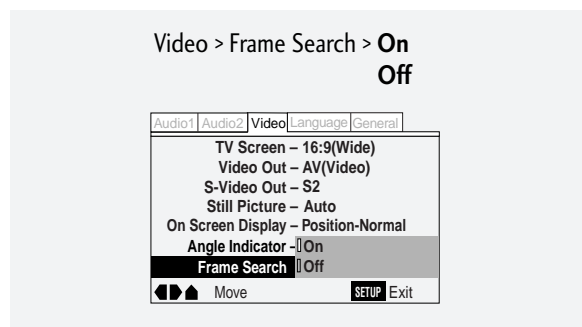 Video > Frame Search > On
Off
Audio1 Audio2 Video Language General
TV Screen – 16:9(Wide)
Video Out – AV(Video)
S-Video Out – S2
Still Picture – Auto
On Screen Display – Position-Normal
Angle Indicator - On
Frame Search Off
Move SETUP Exit